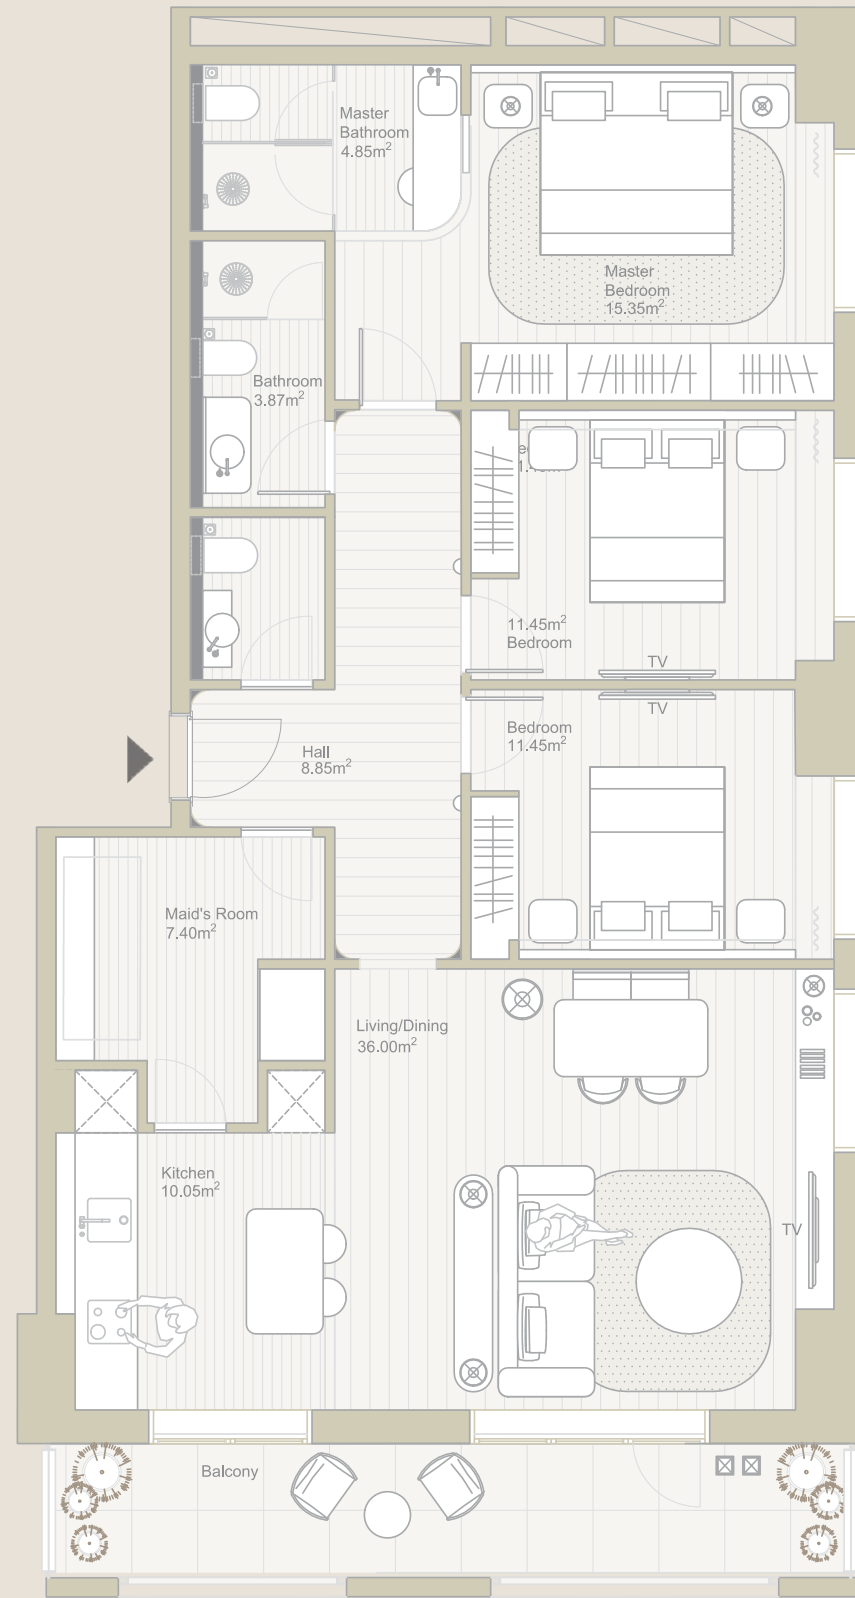 Master
Bathroom
4.85m²
Master
Bedroom
15.35m²
Bathroom
3.87m²
11.45m²
Bedroom
TV
TV
Bedroom
11.45m²
Hall
8.85m²
Maid's Room
7.40m²
Living/Dining
36.00m²
Kitchen
10.05m²
TV
Balcony